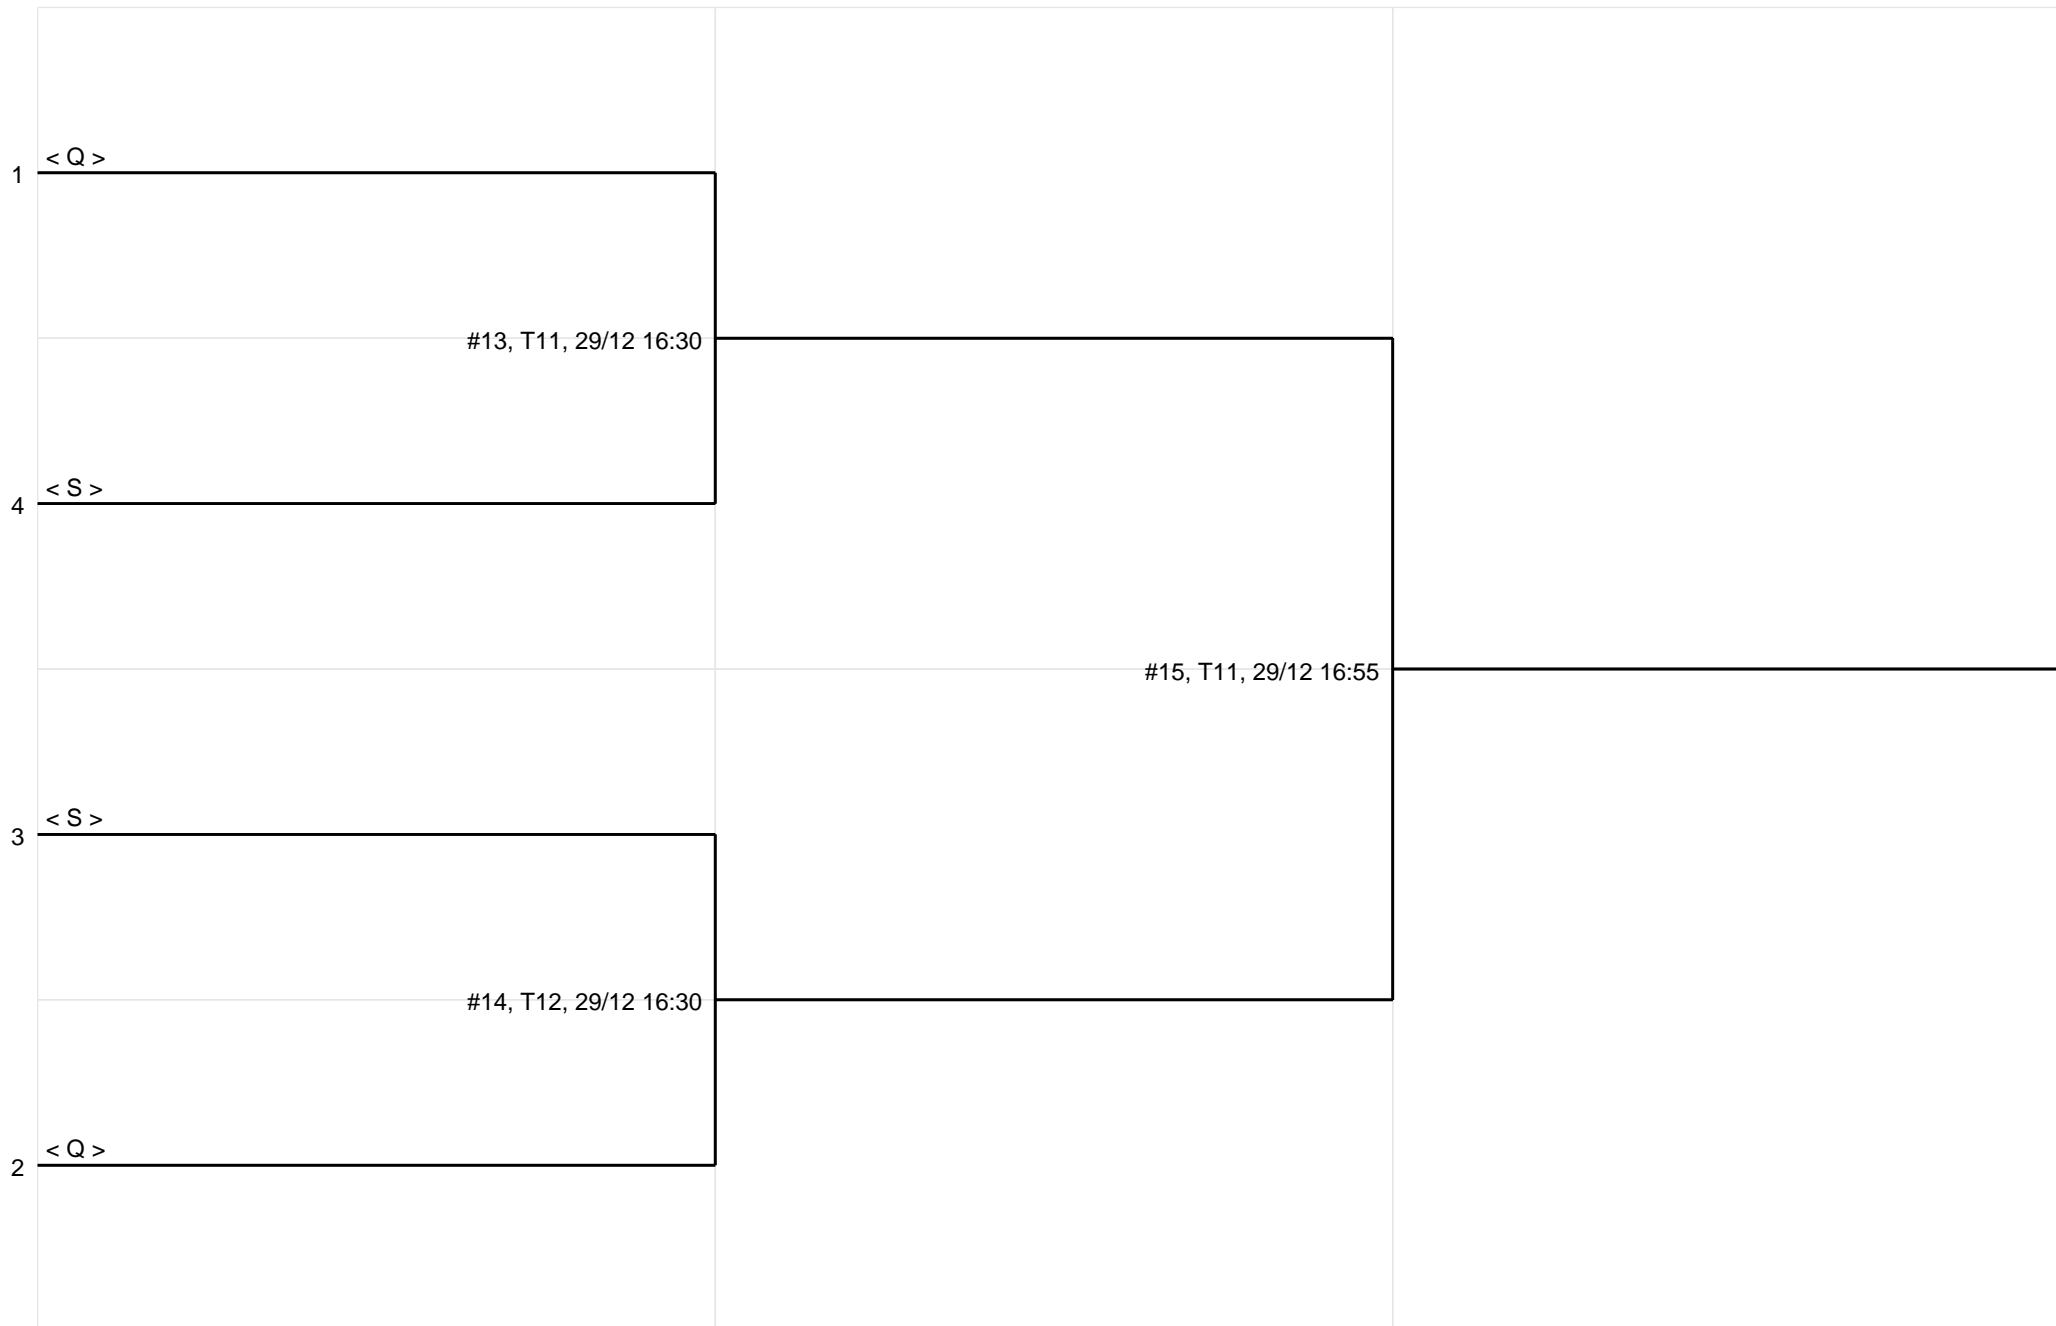 < Q >
1
#13, T11, 29/12 16:30
< S >
4
#15, T11, 29/12 16:55
< S >
3
#14, T12, 29/12 16:30
< Q >
2